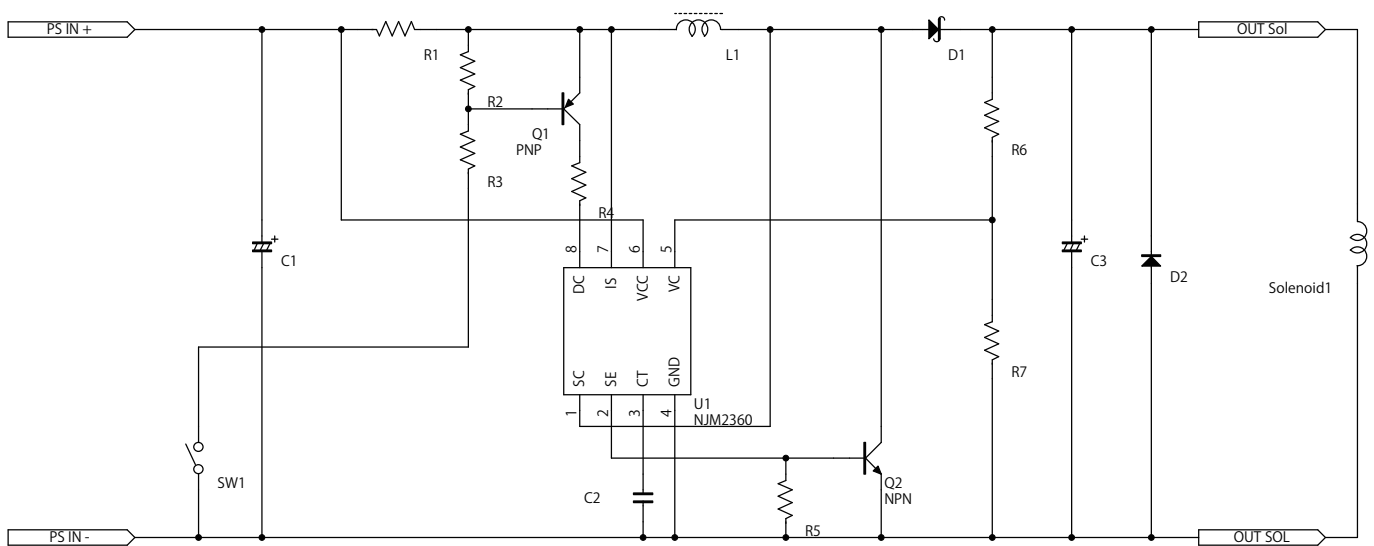 PS IN +
R1
L1
D1
OUT Sol
R2
Q1
PNP
R3
R6
R4
8
7
6
5
C1
C3
D2
DC
IS
VCC
VC
Solenoid1
SC
SE
CT
GND
R7
1
2
3
4
U1
NJM2360
SW1
C2
Q2
NPN
R5
PS IN -
OUT SOL
+
+